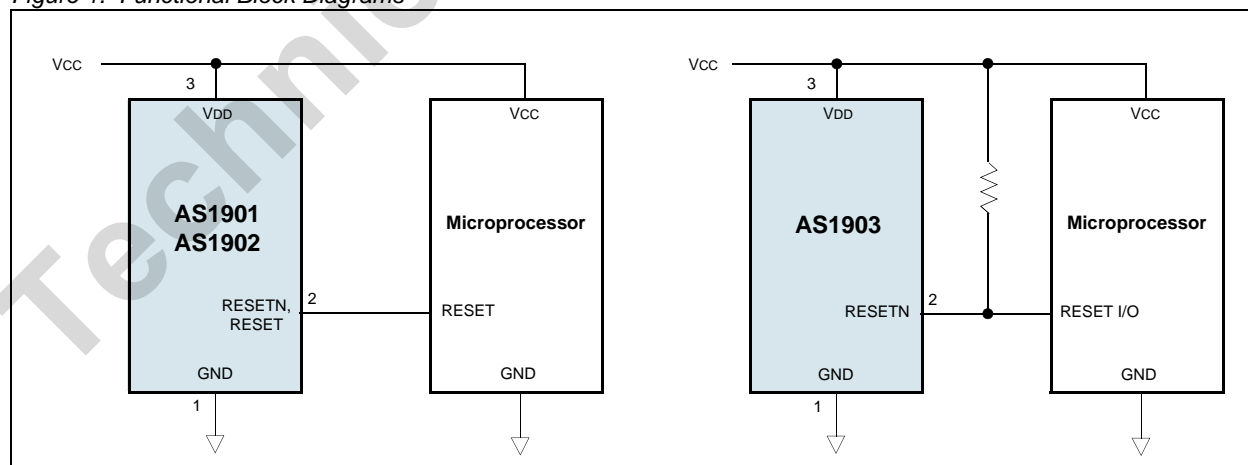 Figure 1. Functional Block Diagrams
VCC
3
VDD
VCC
AS1901
AS1902
Microprocessor
RESETN,
RESET
2
RESET
GND
GND
1
VCC
3
VDD
VCC
AS1903
Microprocessor
RESETN
2
RESET I/O
GND
GND
1